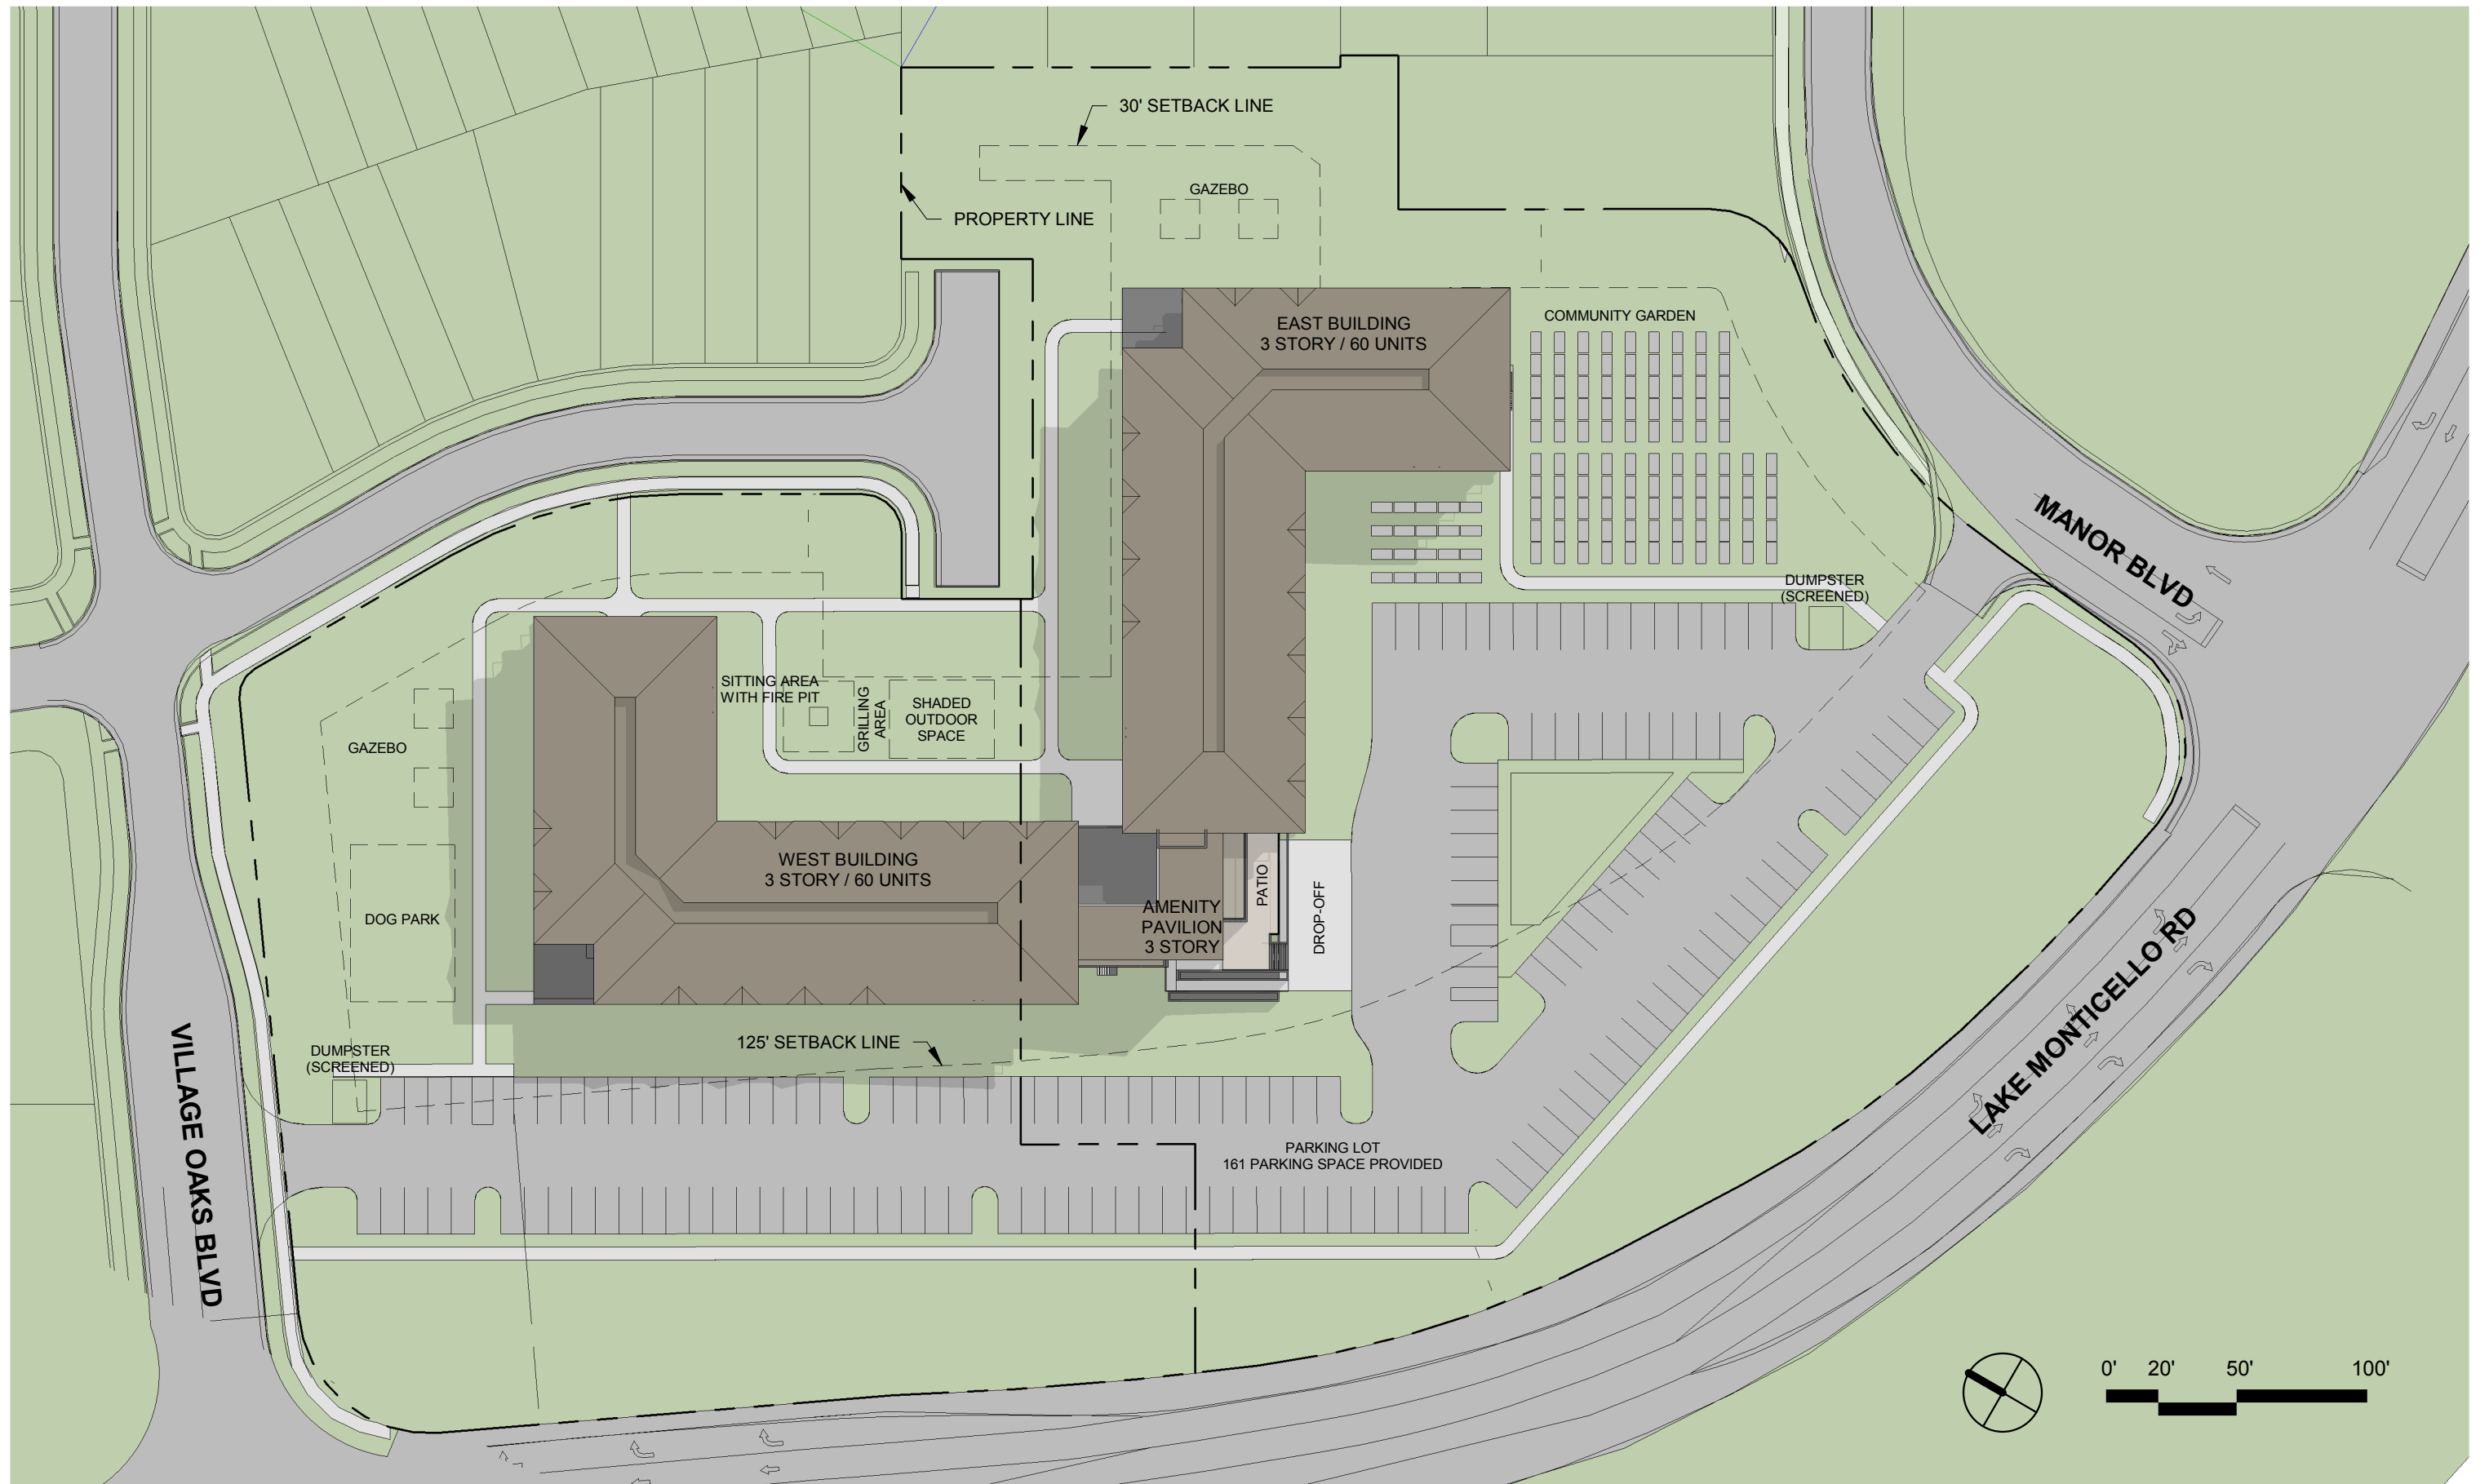 30' SETBACK LINE
GAZEBO
PROPERTY LINE
EAST BUILDING
3 STORY / 60 UNITS
COMMUNITY GARDEN
MANOR BLVD
DUMPSTER
(SCREENED)
SITTING AREA
WITH FIRE PIT
GRILLING
AREA
SHADED
OUTDOOR
SPACE
GAZEBO
WEST BUILDING
3 STORY / 60 UNITS
DOG PARK
AMENITY
PAVILION
3 STORY
PATIO
DROP-OFF
LAKE MONTICELLO RD
125' SETBACK LINE
DUMPSTER
(SCREENED)
VILLAGE OAKS BLVD
PARKING LOT
161 PARKING SPACE PROVIDED
0' 20' 50' 100'